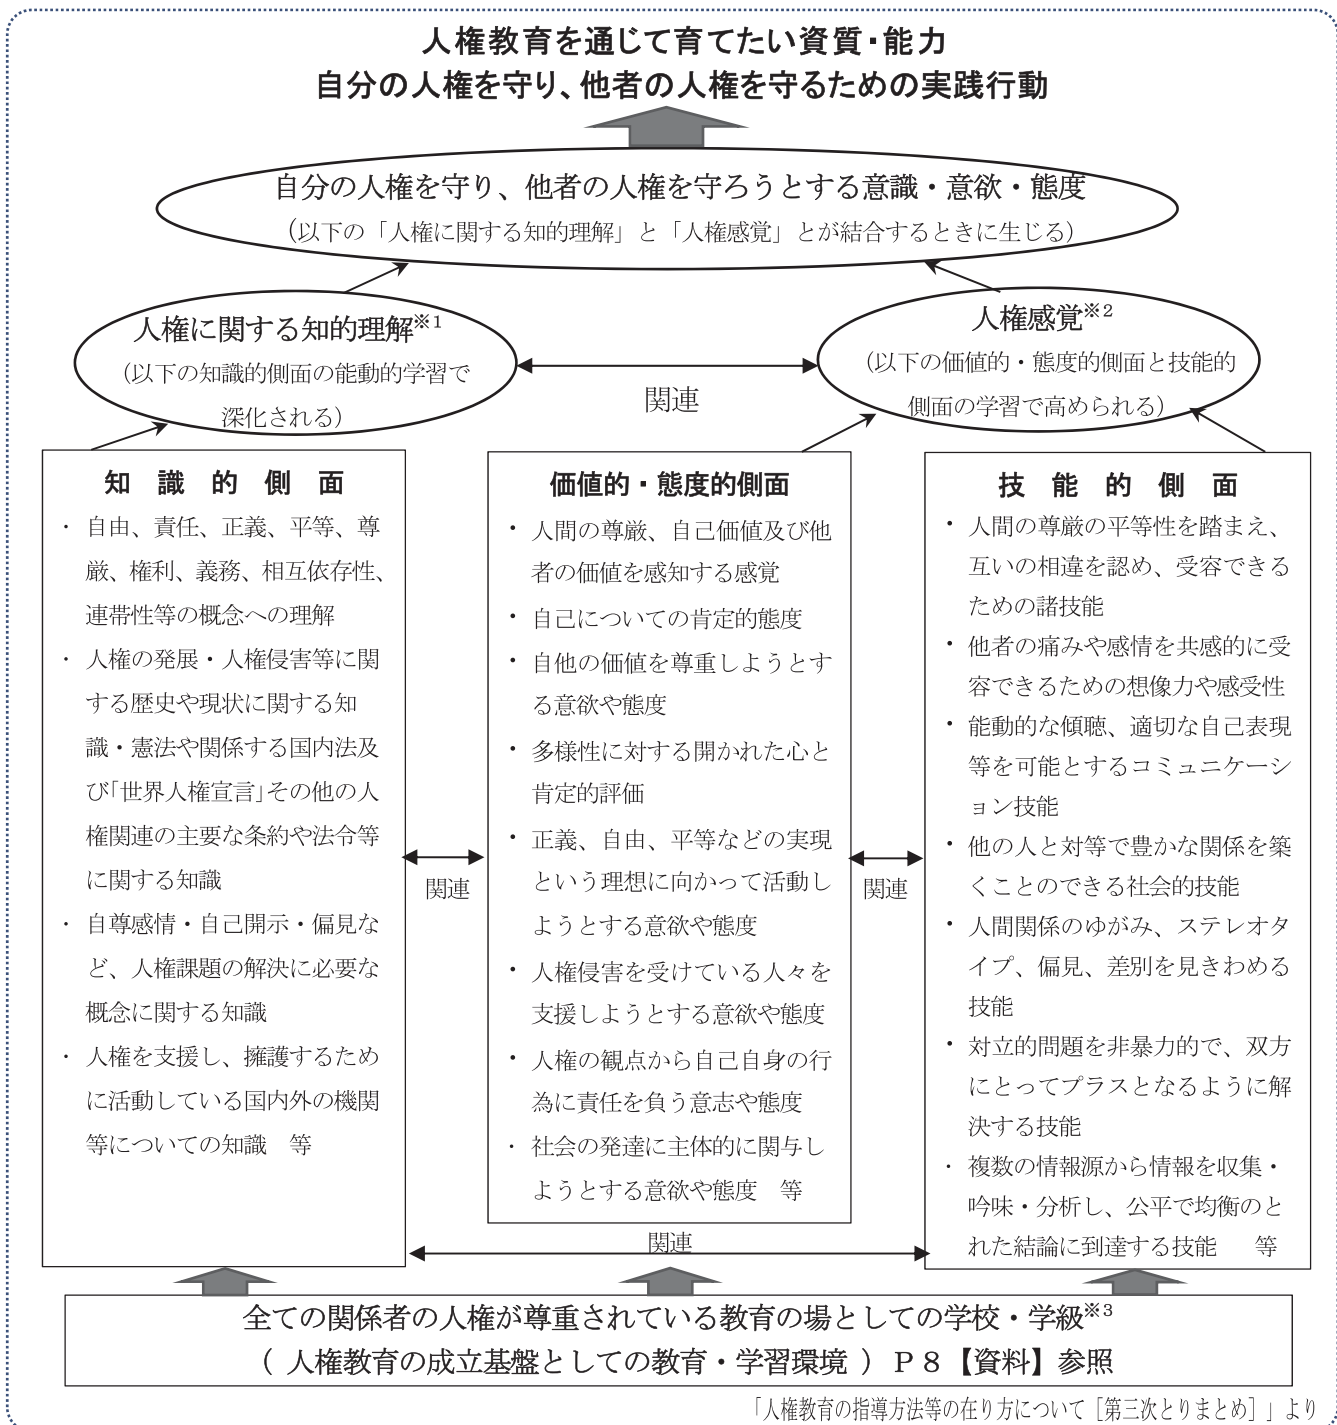 人権教育を通じて育てたい資質・能力
自分の人権を守り、他者の人権を守るための実践行動
自分の人権を守り、他者の人権を守ろうとする意識・意欲・態度
（以下の「人権に関する知的理解」と「人権感覚」とが結合するときに生じる）
人権に関する知的理解※1
（以下の知識的側面の能動的学習で
深化される）
関連
人権感覚※2
（以下の価値的・態度的側面と技能的
側面の学習で高められる）
知 識 的 側 面
・ 自由、責任、正義、平等、尊
厳、権利、義務、相互依存性、
連帯性等の概念への理解
・ 人権の発展・人権侵害等に関
する歴史や現状に関する知
識・憲法や関係する国内法及
び「世界人権宣言」その他の人
権関連の主要な条約や法令等
に関する知識
・ 自尊感情・自己開示・偏見な
ど、人権課題の解決に必要な
概念に関する知識
・ 人権を支援し、擁護するため
に活動している国内外の機関
等についての知識 等
関連
価値的・態度的側面
・ 人間の尊厳、自己価値及び他
者の価値を感知する感覚
・ 自己についての肯定的態度
・ 自他の価値を尊重しようとす
る意欲や態度
・ 多様性に対する開かれた心と
肯定的評価
・ 正義、自由、平等などの実現
という理想に向かって活動し
ようとする意欲や態度
・ 人権侵害を受けている人々を
支援しようとする意欲や態度
・ 人権の観点から自己自身の行
為に責任を負う意志や態度
・ 社会の発達に主体的に関与し
ようとする意欲や態度 等
関連
技 能 的 側 面
・ 人間の尊厳の平等性を踏まえ、
互いの相違を認め、受容できる
ための諸技能
・ 他者の痛みや感情を共感的に受
容できるための想像力や感受性
・ 能動的な傾聴、適切な自己表現
等を可能とするコミュニケーシ
ョン技能
・ 他の人と対等で豊かな関係を築
くことのできる社会的技能
・ 人間関係のゆがみ、ステレオタ
イプ、偏見、差別を見きわめる
技能
・ 対立的問題を非暴力的で、双方
にとってプラスとなるように解
決する技能
・ 複数の情報源から情報を収集・
吟味・分析し、公平で均衡のと
れた結論に到達する技能 等
関連
全ての関係者の人権が尊重されている教育の場としての学校・学級※3
（ 人権教育の成立基盤としての教育・学習環境 ）Ｐ８【資料】参照
「人権教育の指導方法等の在り方について［第三次とりまとめ］」より